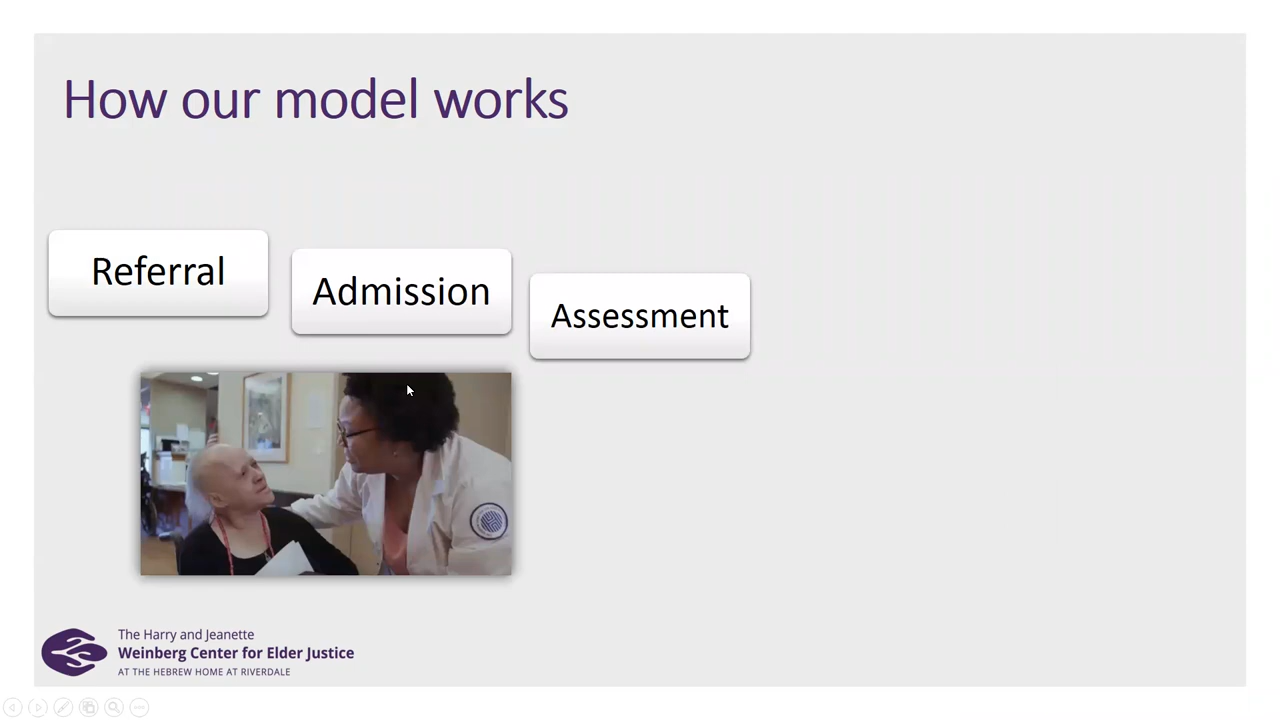 How our model works
Referral
Admission
Assessment
The Harry and Jeanette
Weinberg Center for Elder Justice
AT THE HEBREW HOME AT RIVERDALE